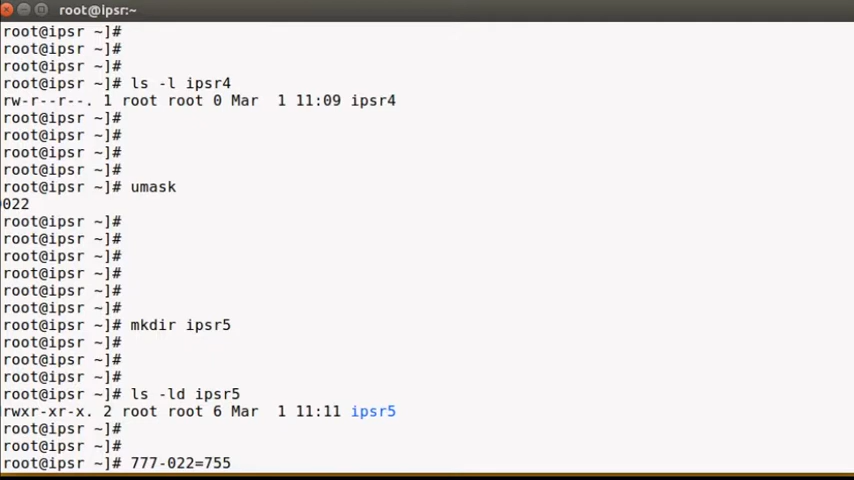 root@ipsr:~
root@ipsr ~]#
root@ipsr ~]#
root@ipsr ~]#
root@ipsr ~]# ls -l ipsr4
rw-r--r--. 1 root root 0 Mar  1 11:09 ipsr4
root@ipsr ~]#
root@ipsr ~]#
root@ipsr ~]#
root@ipsr ~]#
root@ipsr ~]# umask
022
root@ipsr ~]#
root@ipsr ~]#
root@ipsr ~]#
root@ipsr ~]#
root@ipsr ~]#
root@ipsr ~]#
root@ipsr ~]# mkdir ipsr5
root@ipsr ~]#
root@ipsr ~]#
root@ipsr ~]#
root@ipsr ~]# ls -ld ipsr5
rwxr-xr-x. 2 root root 6 Mar  1 11:11 ipsr5
root@ipsr ~]#
root@ipsr ~]#
root@ipsr ~]# 777-022=755